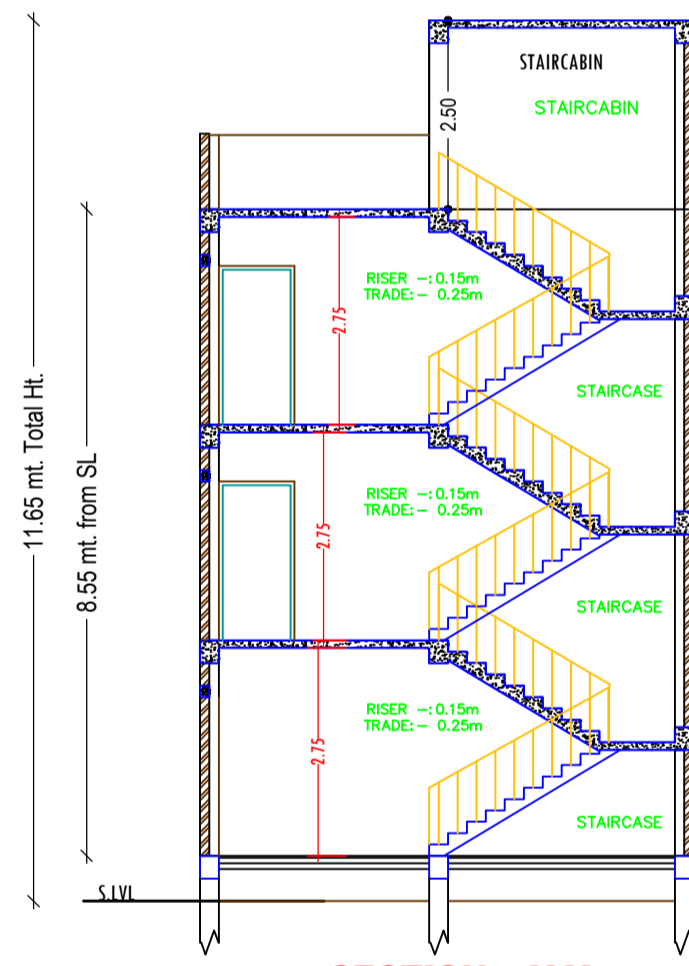 STAIRCABIN
STAIRCABIN
2.50
RISER -:0.15m
TRADE:- 0.25m
2.75
STAIRCASE
11.65 mt. Total Ht.
8.55 mt. from SL
RISER -:0.15m
TRADE:- 0.25m
2.75
STAIRCASE
RISER -:0.15m
TRADE:- 0.25m
2.75
STAIRCASE
S.LVL